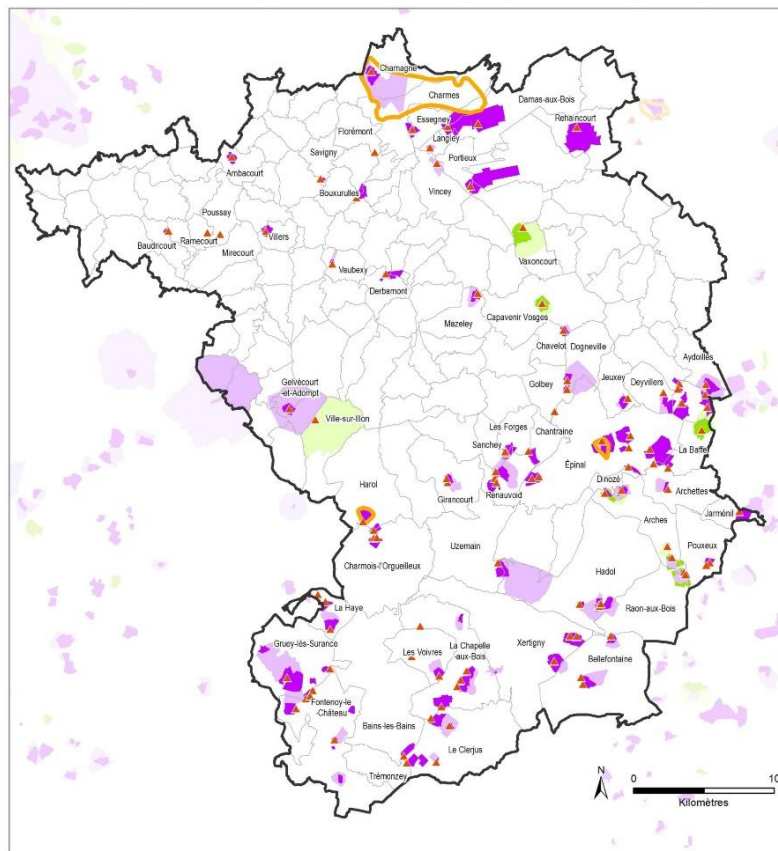 Chamagne
Charmes
Damas-aux-Bois
Rehaincourt
Essegney
Florémont
Langley
Savigny
Portieux
Ambacourt
Vincey
Bouxurulles
Poussay
Baudricourt
Ramecourt
Villers
Mirecourt
Vaxoncourt
Vaubexy
Derbamont
Mazeley
Capavenir Vosges
Chavelot
Dogneville
Aydoilles
Gelvécourt
-et-Adompt
Golbey
Jeuxey
Deyvillers
Ville-sur-Illon
Les Forges
Chantraine
Sanchey
Épinal
La Baffe
Harol
Girancourt
Renauvoid
Dinozé
Archettes
Jarménil
Arches
Uzemain
Pouxeux
Charmois-l'Orgueilleux
Hadol
La Haye
Raon-aux-Bois
Gruey-lès-Surance
Les Voivres
La Chapelle
aux-Bois
Xertigny
Bellefontaine
Fontenoy-le
-Château
Bains-les-Bains
Le Clerjus
Trémonzey
N
0 10
Kilomètres